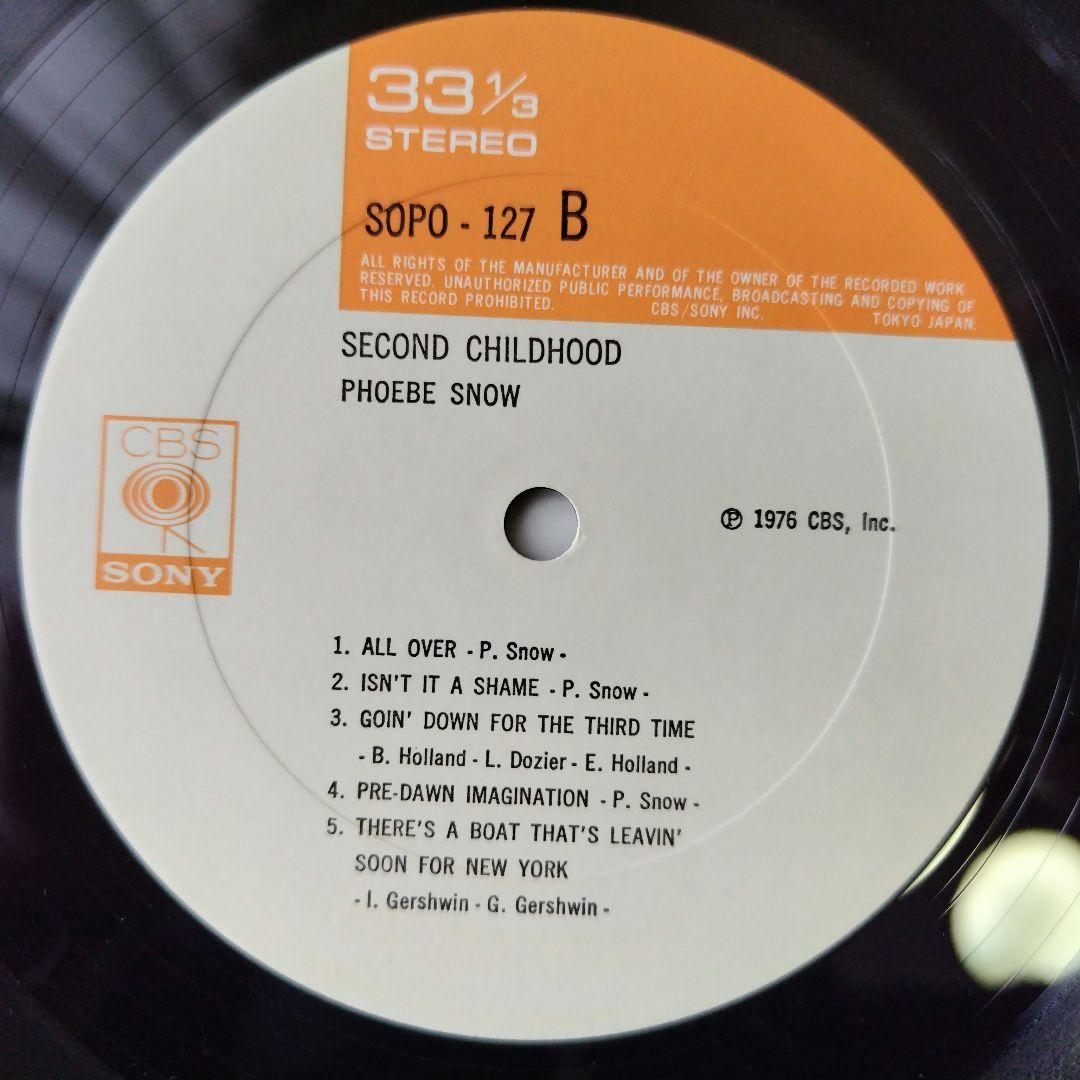 33 1/3
STEREO
SOPO - 127 B
ALL RIGHTS OF THE MANUFACTURER AND OF THE OWNER OF THE RECORDED WORK
RESERVED. UNAUTHORIZED PUBLIC PERFORMANCE, BROADCASTING AND COPYING OF
THIS RECORD PROHIBITED. CBS/SONY INC. TOKYO JAPAN.
SECOND CHILDHOOD
PHOEBE SNOW
CBS
SONY
℗ 1976 CBS, Inc.
1. ALL OVER - P. Snow -
2. ISN'T IT A SHAME - P. Snow -
3. GOIN' DOWN FOR THE THIRD TIME
- B. Holland - L. Dozier - E. Holland -
4. PRE-DAWN IMAGINATION - P. Snow -
5. THERE'S A BOAT THAT'S LEAVIN'
SOON FOR NEW YORK
- I. Gershwin - G. Gershwin -